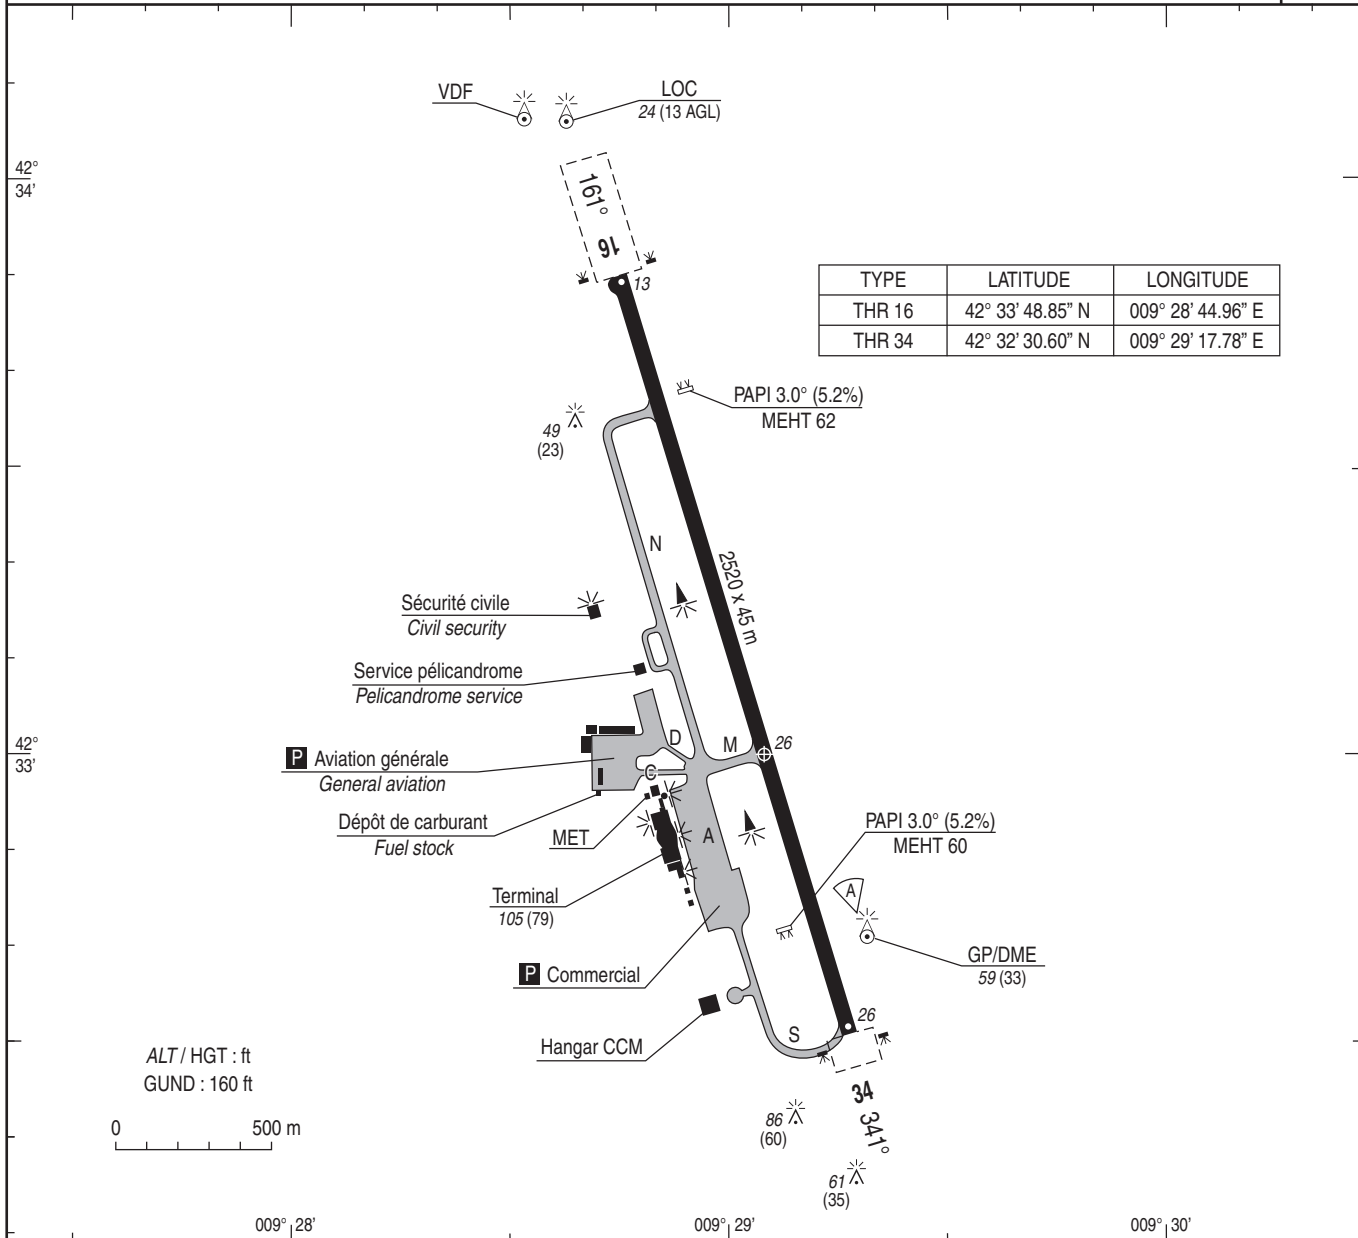 VDF
LOC
24 (13 AGL)
42°
34'
161°
16
13
TYPE LATITUDE LONGITUDE
THR 16 42° 33' 48.85" N 009° 28' 44.96" E
THR 34 42° 32' 30.60" N 009° 29' 17.78" E
PAPI 3.0° (5.2%)
MEHT 62
49
(23)
N
2520 x 45 m
Sécurité civile
Civil security
Service pélicandrome
Pelicandrome service
42°
33'
D
M
26
P Aviation générale
General aviation
C
Dépôt de carburant
Fuel stock
MET
A
PAPI 3.0° (5.2%)
MEHT 60
Terminal
105 (79)
A
GP/DME
59 (33)
P Commercial
26
S
Hangar CCM
ALT / HGT : ft
GUND : 160 ft
0 500 m
34
341°
86
(60)
61
(35)
009° 28' 009° 29' 009° 30'